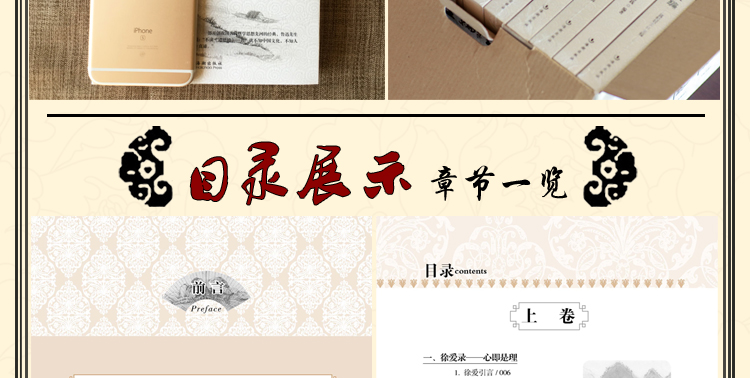 iPhone
目录展示 章节一览
前言
Preface
目录contents
上 卷
一、徐爱录——心即是理
1. 徐爱引言 / 006